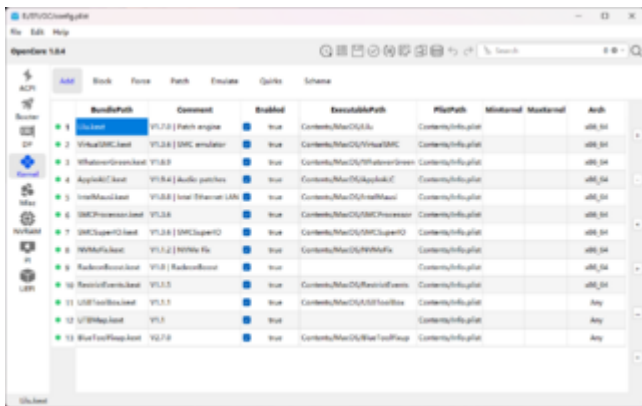 E:/EFI/OC/config.plist
File Edit Help
OpenCore 1.0.4
Search
ACPI
Booter
DP
Kernel
Misc
NVRAM
PI
UEFI
Add Block Force Patch Emulate Quirks Scheme
BundlePath Comment Enabled ExecutablePath PlistPath MinKernel MaxKernel Arch
1 Lilu.kext V1.7.0 | Patch engine true Contents/MacOS/Lilu Contents/Info.plist x86_64
2 VirtualSMC.kext V1.3.6 | SMC emulator true Contents/MacOS/VirtualSMC Contents/Info.plist x86_64
3 WhateverGreen.kext V1.6.9 true Contents/MacOS/WhateverGreen Contents/Info.plist x86_64
4 AppleALC.kext V1.9.4 | Audio patches true Contents/MacOS/AppleALC Contents/Info.plist x86_64
5 IntelMausi.kext V1.0.8 | Intel Ethernet LAN true Contents/MacOS/IntelMausi Contents/Info.plist x86_64
6 SMCProcessor.kext V1.3.6 true Contents/MacOS/SMCProcessor Contents/Info.plist x86_64
7 SMCSuperIO.kext V1.3.6 | SMCSuperIO true Contents/MacOS/SMCSuperIO Contents/Info.plist x86_64
8 NVMeFix.kext V1.1.2 | NVMe Fix true Contents/MacOS/NVMeFix Contents/Info.plist x86_64
9 RadeonBoost.kext V1.0 | RadeonBoost true Contents/Info.plist x86_64
10 RestrictEvents.kext V1.1.5 true Contents/MacOS/RestrictEvents Contents/Info.plist x86_64
11 USBToolBox.kext V1.1.1 true Contents/MacOS/USBToolBox Contents/Info.plist Any
12 UTBMap.kext V1.1 true Contents/Info.plist Any
13 BlueToolFixup.kext V2.7.0 true Contents/MacOS/BlueToolFixup Contents/Info.plist Any
Lilu.kext